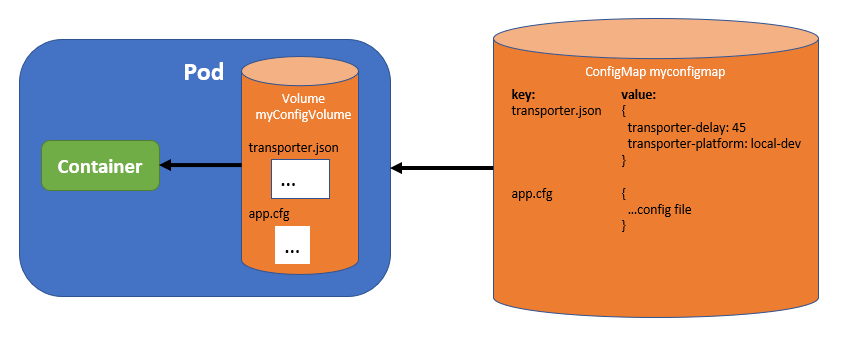 Pod
Volume
myConfigVolume
transporter.json
...
app.cfg
...
Container
ConfigMap myconfigmap
key: value:
transporter.json {
transporter-delay: 45
transporter-platform: local-dev
}
app.cfg {
...config file
}